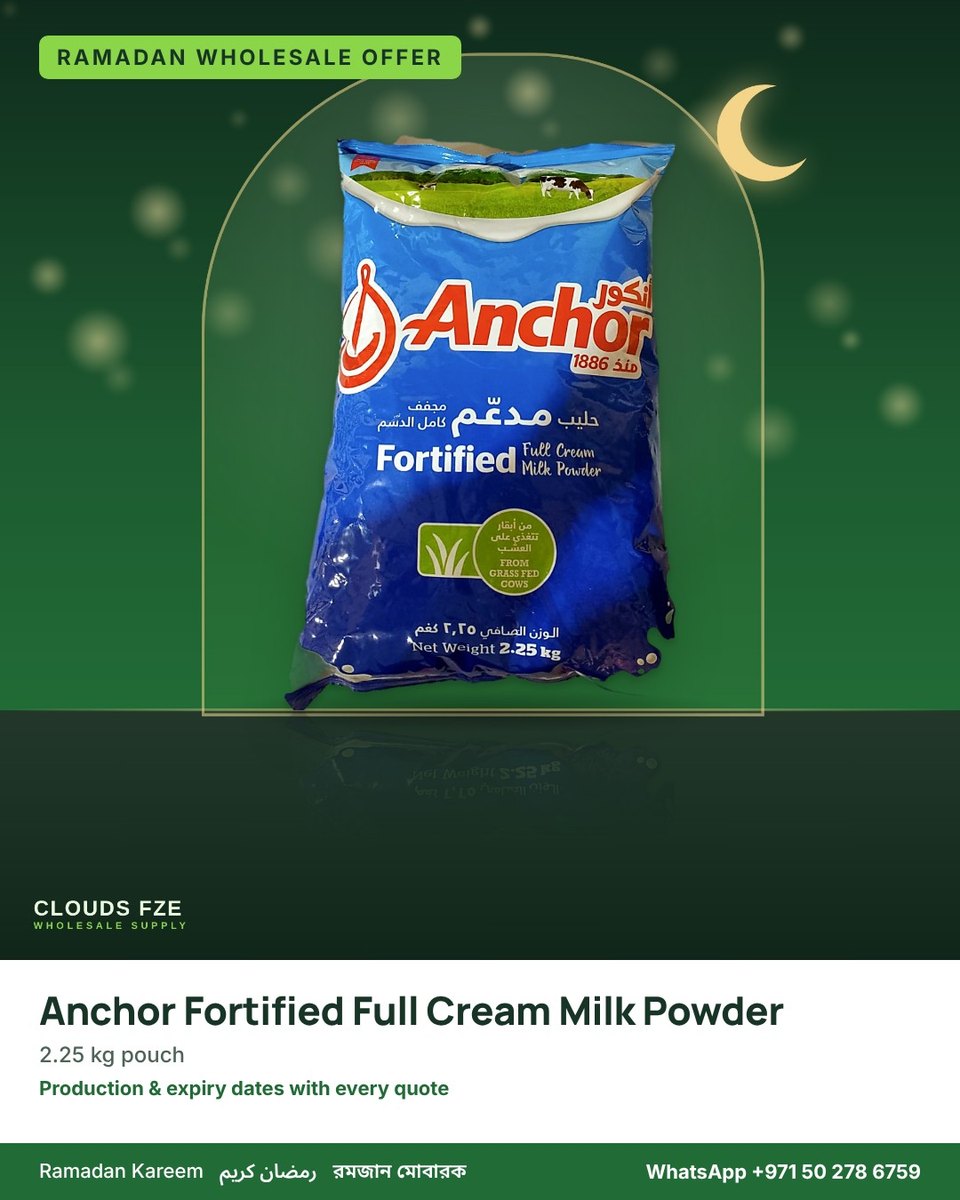 RAMADAN WHOLESALE OFFER
أنكور
Anchor
منذ 1886
حليب مدعّم مجفف
كامل الدسم
Fortified Full Cream
Milk Powder
من أبقار
تتغذى على
العشب
FROM
GRASS FED
COWS
الوزن الصافي ٢,٢٥ كغم
Net Weight 2.25 kg
CLOUDS FZE
WHOLESALE SUPPLY
Anchor Fortified Full Cream Milk Powder
2.25 kg pouch
Production & expiry dates with every quote
Ramadan Kareem رمضان كريم রমজান মোবারক
WhatsApp +971 50 278 6759